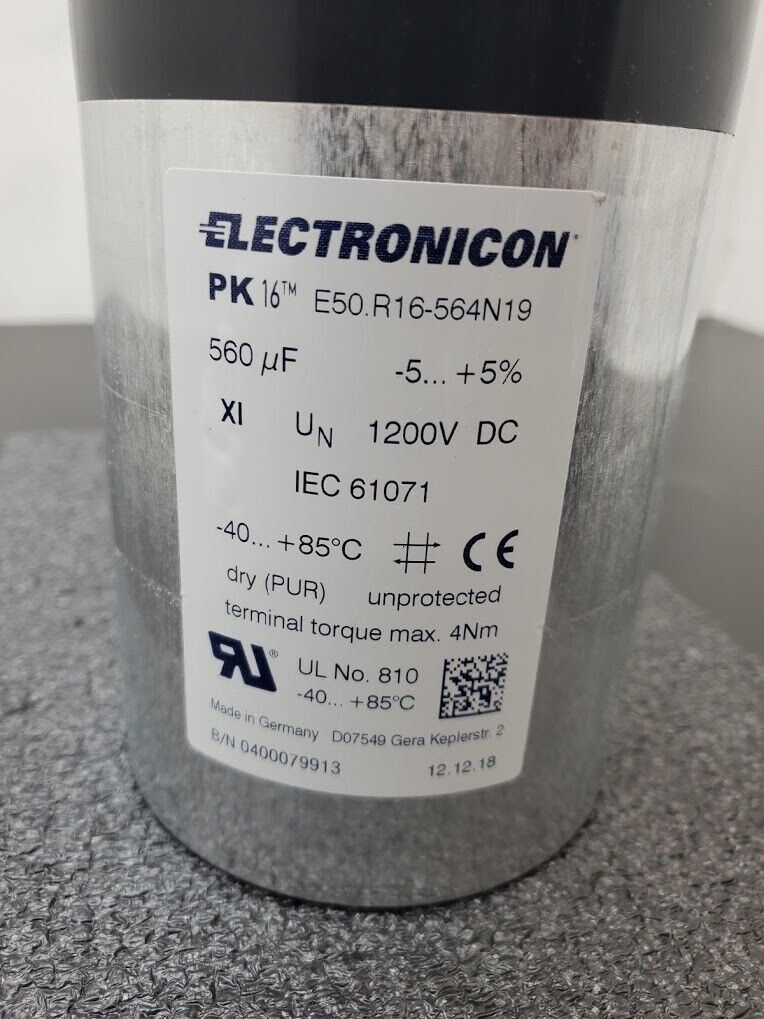 ELECTRONICON
PK 16™ E50.R16-564N19
560 µF -5... +5%
XI U_N 1200V DC
IEC 61071
-40... +85°C CE
dry (PUR) unprotected
terminal torque max. 4Nm
RU® UL No. 810
-40... +85°C
Made in Germany D07549 Gera Keplerstr. 2
B/N 0400079913 12.12.18